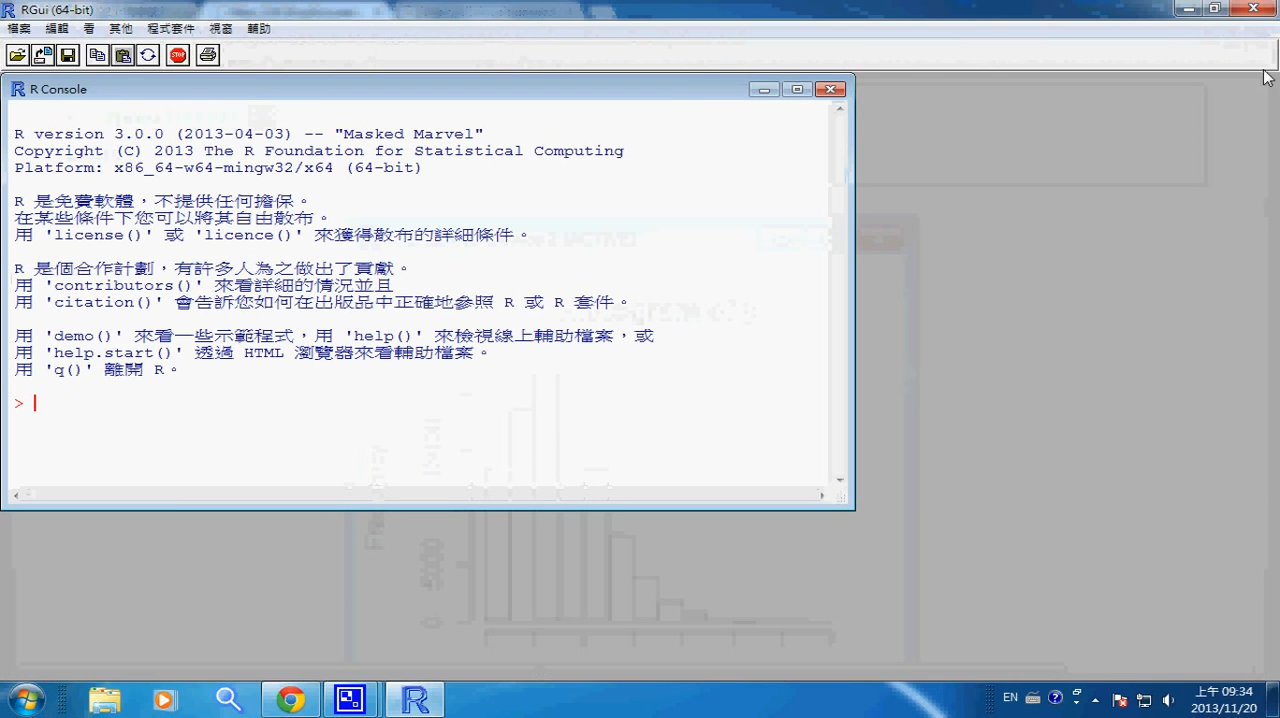 RGui (64-bit)
檔案 編輯 看 其他 程式套件 視窗 輔助
STOP
R Console
R version 3.0.0 (2013-04-03) -- "Masked Marvel"
Copyright (C) 2013 The R Foundation for Statistical Computing
Platform: x86_64-w64-mingw32/x64 (64-bit)
R 是免費軟體，不提供任何擔保。
在某些條件下您可以將其自由散布。
用 'license()' 或 'licence()' 來獲得散布的詳細條件。
R 是個合作計劃，有許多人為之做出了貢獻。
用 'contributors()' 來看詳細的情況並且
用 'citation()' 會告訴您如何在出版品中正確地參照 R 或 R 套件。
用 'demo()' 來看一些示範程式，用 'help()' 來檢視線上輔助檔案，或
用 'help.start()' 透過 HTML 瀏覽器來看輔助檔案。
用 'q()' 離開 R。
>
EN
上午 09:34
2013/11/20